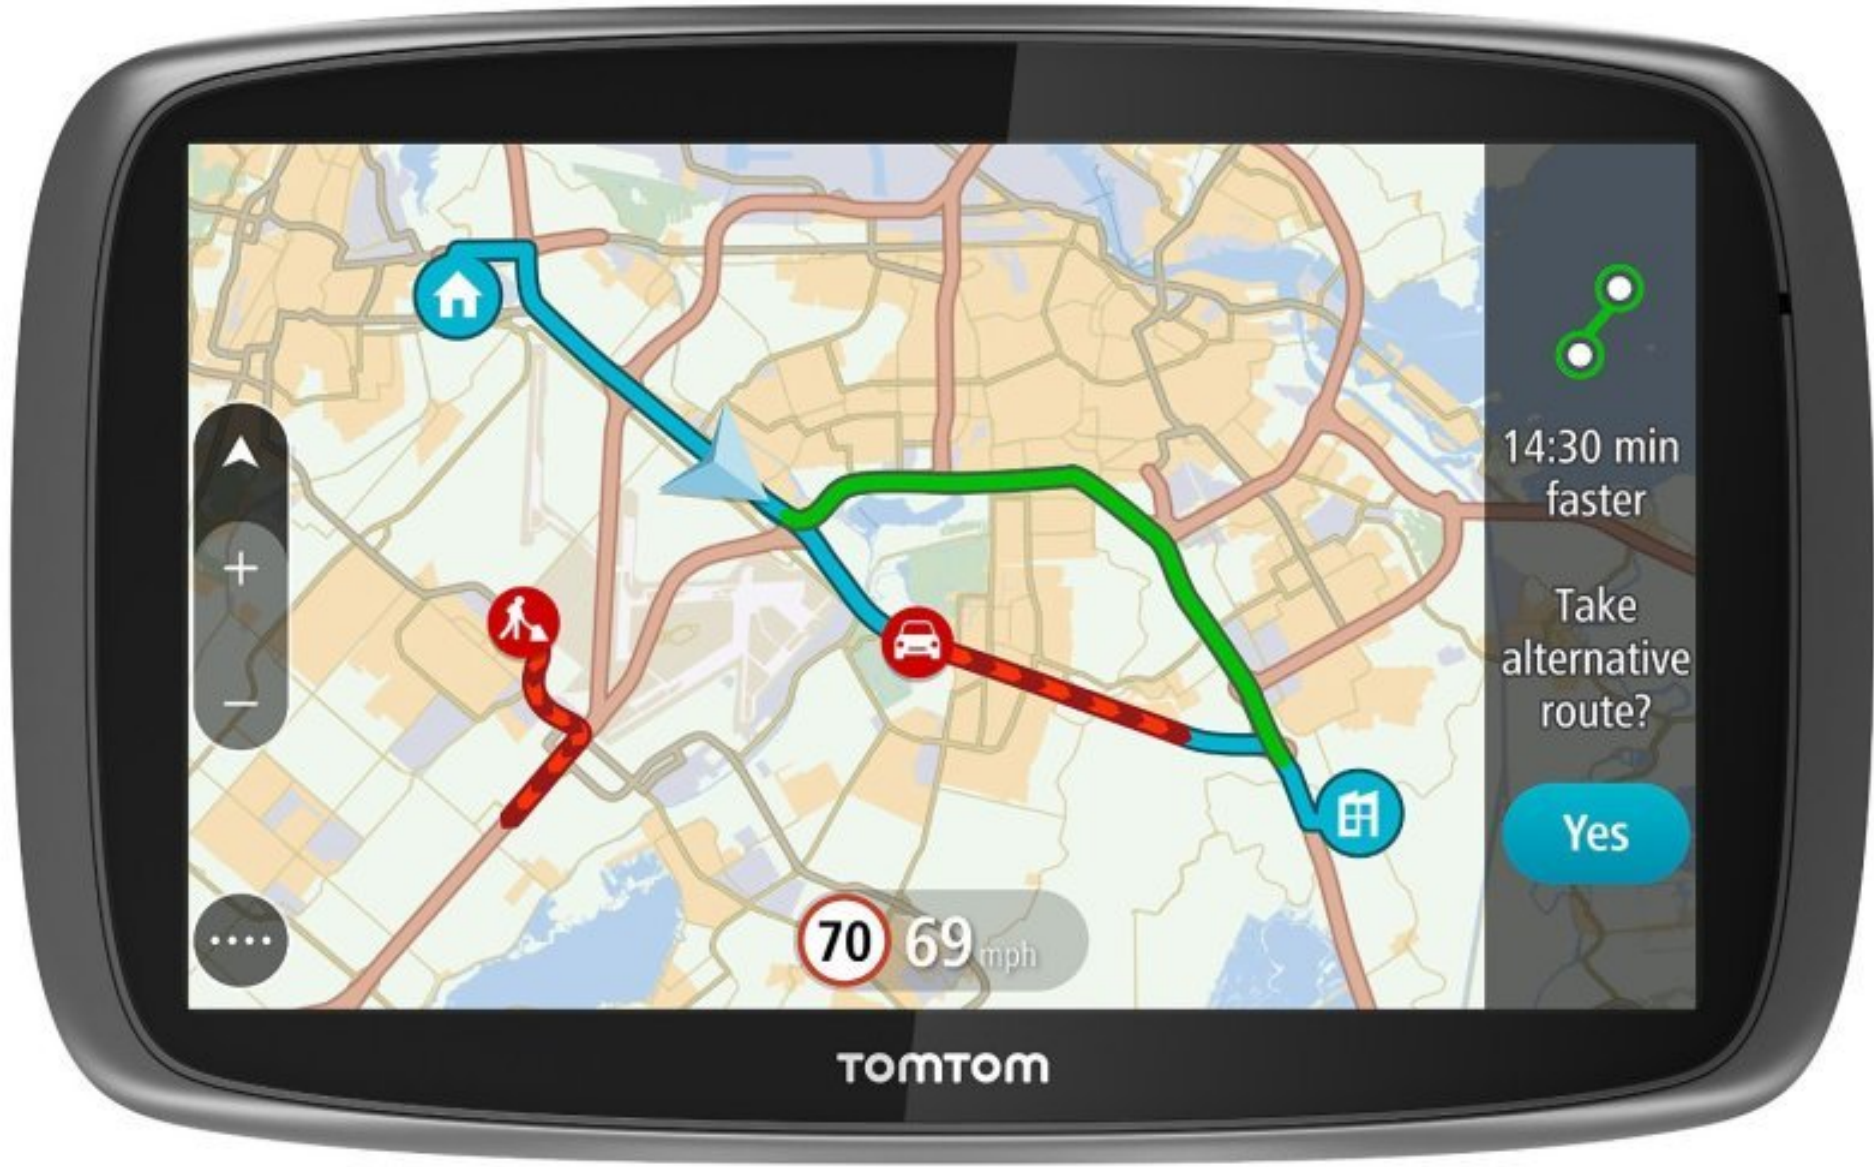 14:30 min
faster
Take
alternative
route?
Yes
70 69 mph
TOMTOM